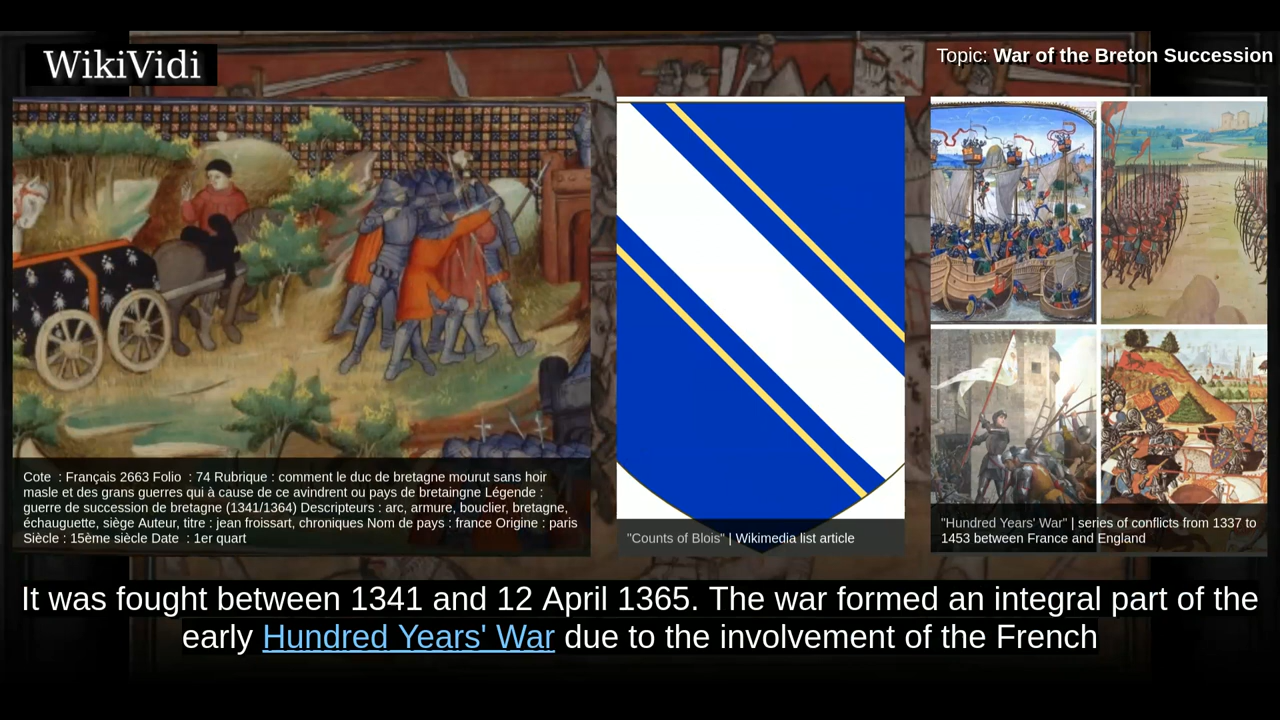 WikiVidi
Topic: War of the Breton Succession
Cote : Français 2663 Folio : 74 Rubrique : comment le duc de bretagne mourut sans hoir
masle et des grans guerres qui à cause de ce avindrent ou pays de bretaingne Légende :
guerre de succession de bretagne (1341/1364) Descripteurs : arc, armure, bouclier, bretagne,
échauguette, siège Auteur, titre : jean froissart, chroniques Nom de pays : france Origine : paris
Siècle : 15ème siècle Date : 1er quart
"Counts of Blois" | Wikimedia list article
"Hundred Years' War" | series of conflicts from 1337 to
1453 between France and England
It was fought between 1341 and 12 April 1365. The war formed an integral part of the
early Hundred Years' War due to the involvement of the French